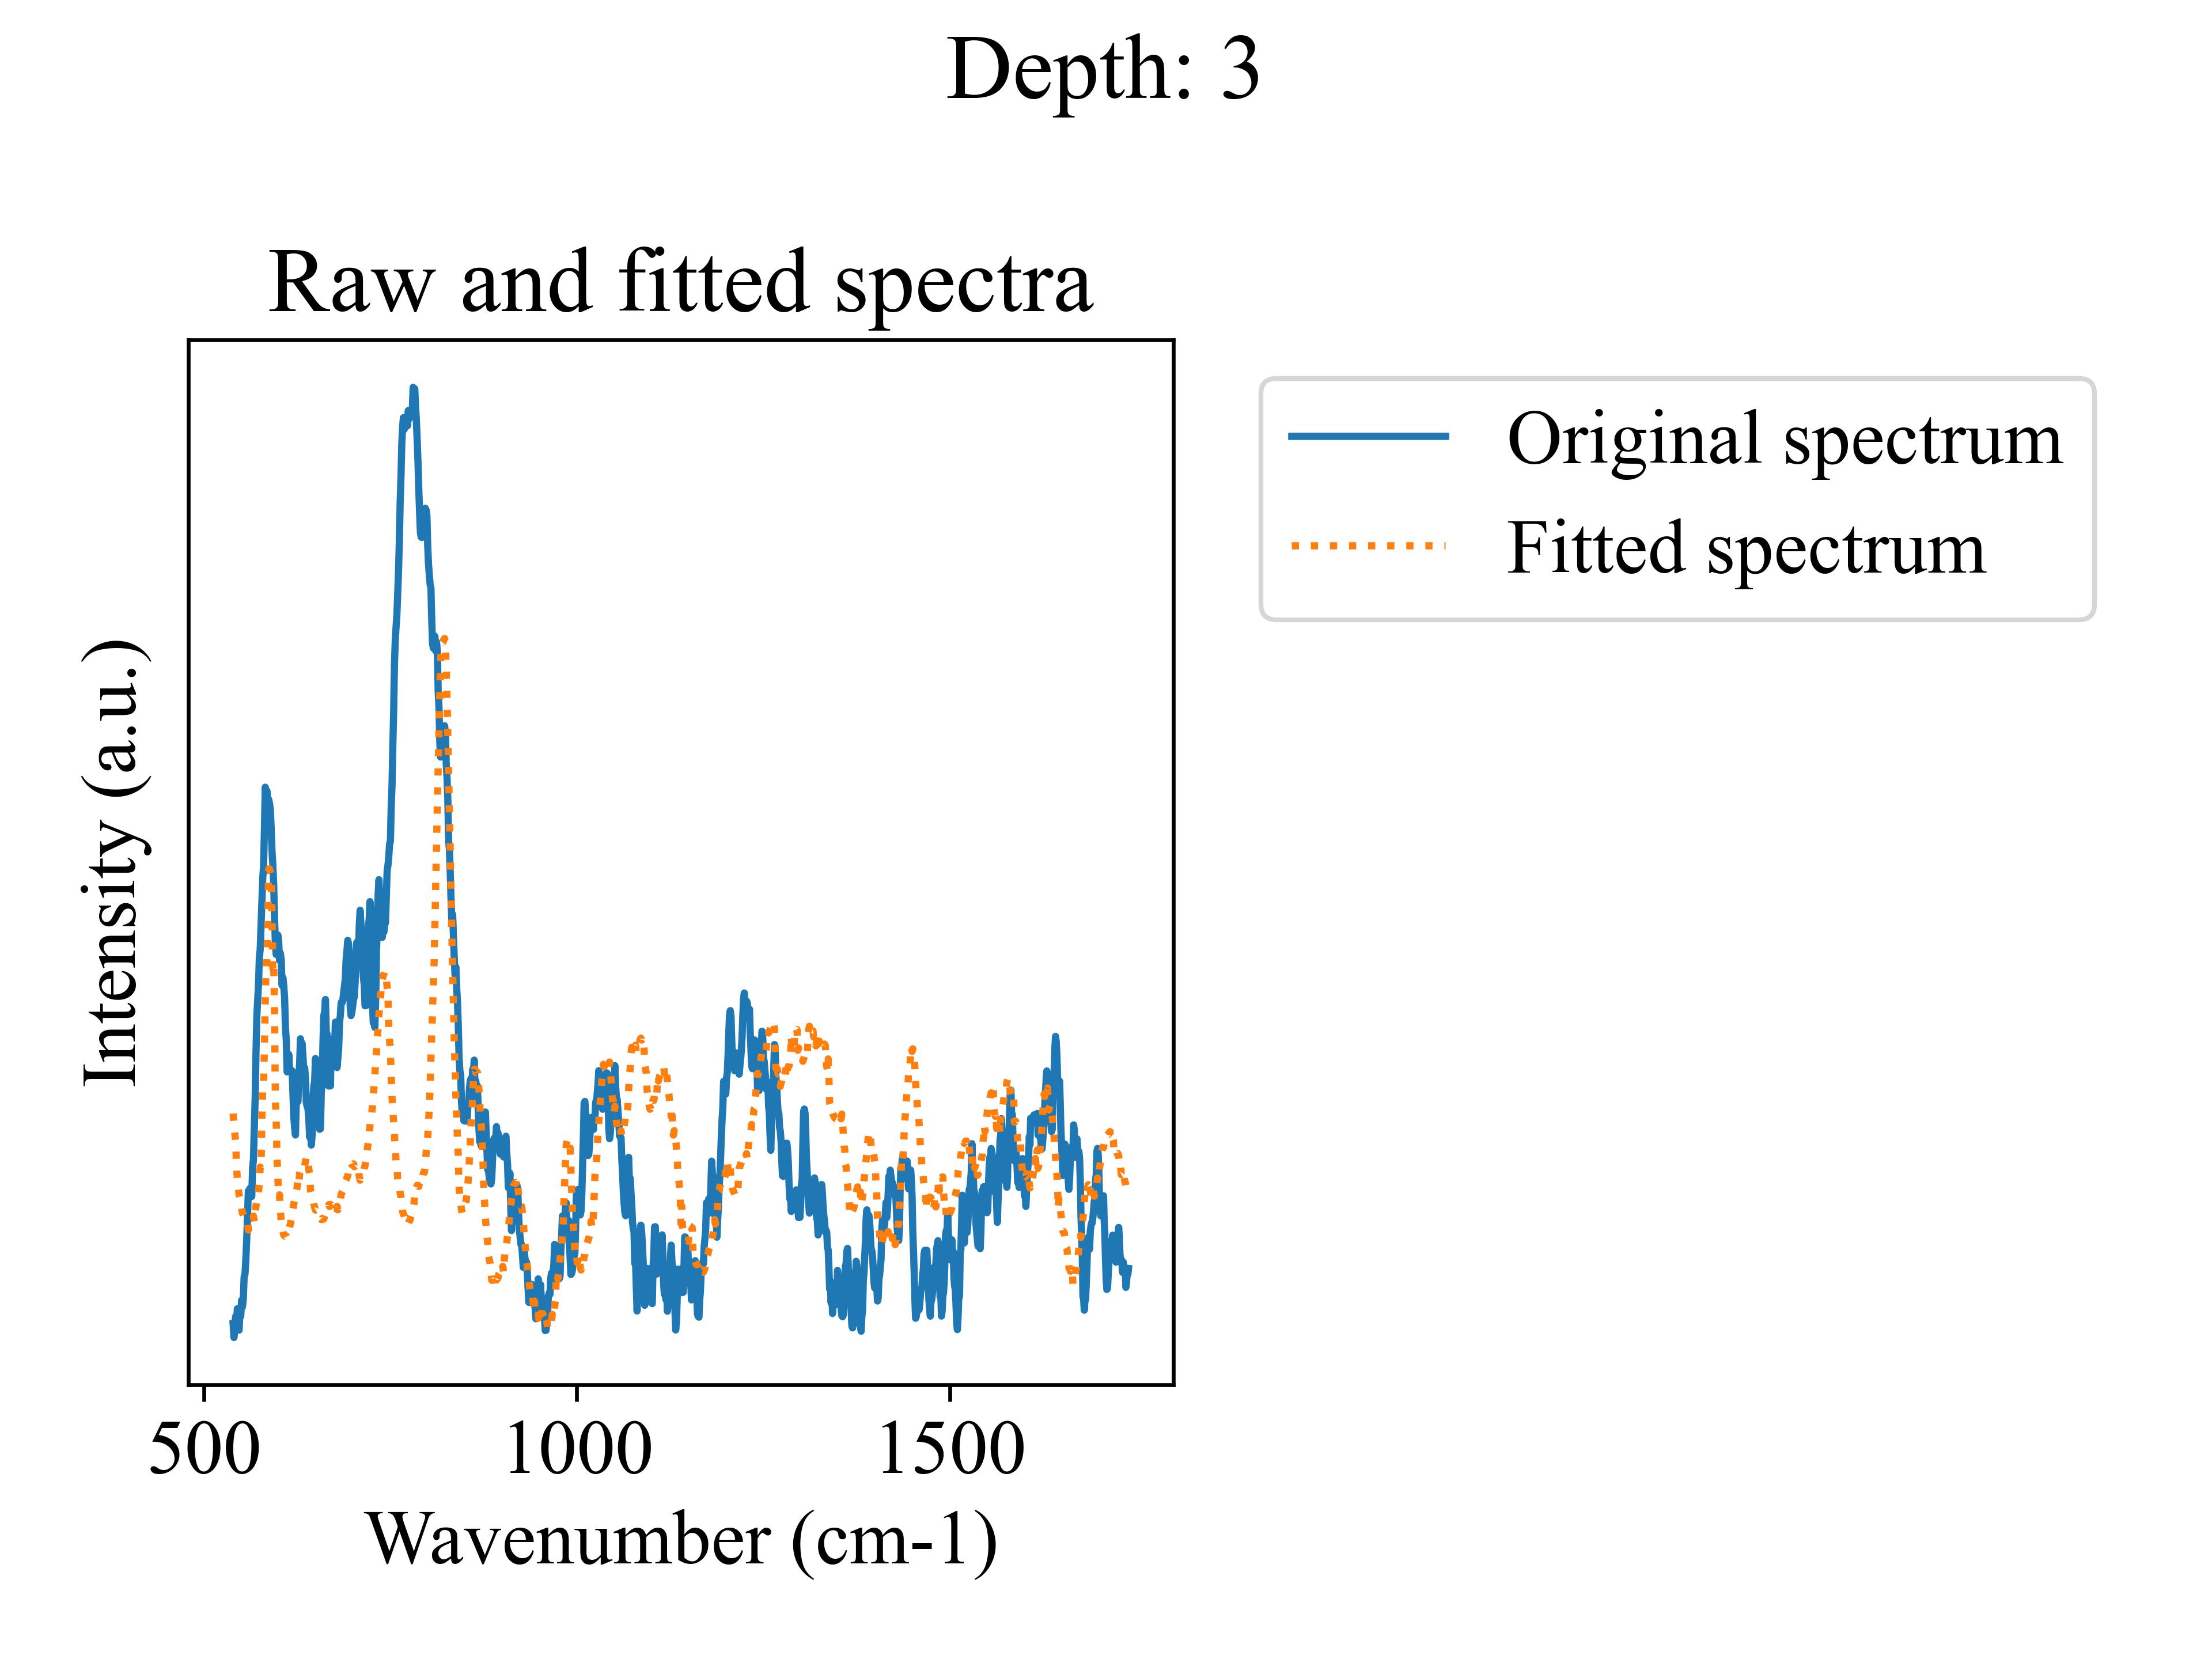 Depth: 3
Raw and fitted spectra
Original spectrum
Fitted spectrum
Intensity (a.u.)
500 1000 1500
Wavenumber (cm-1)